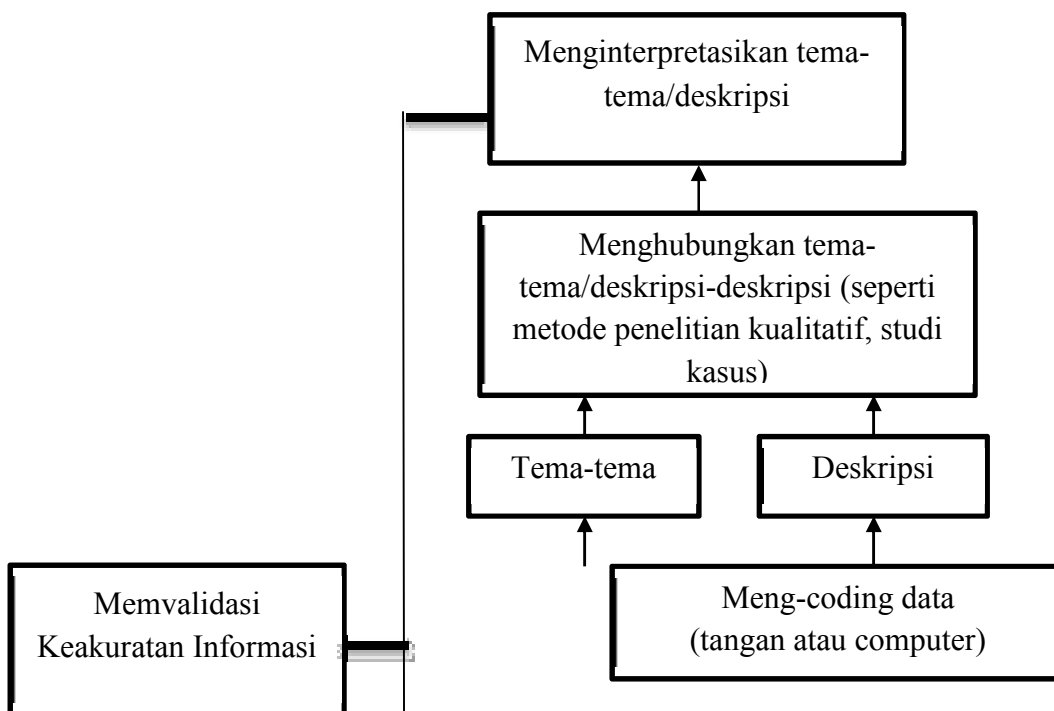 Menginterpretasikan tema-
tema/deskripsi
Menghubungkan tema-
tema/deskripsi-deskripsi (seperti
metode penelitian kualitatif, studi
kasus)
Tema-tema
Deskripsi
Memvalidasi
Keakuratan Informasi
Meng-coding data
(tangan atau computer)